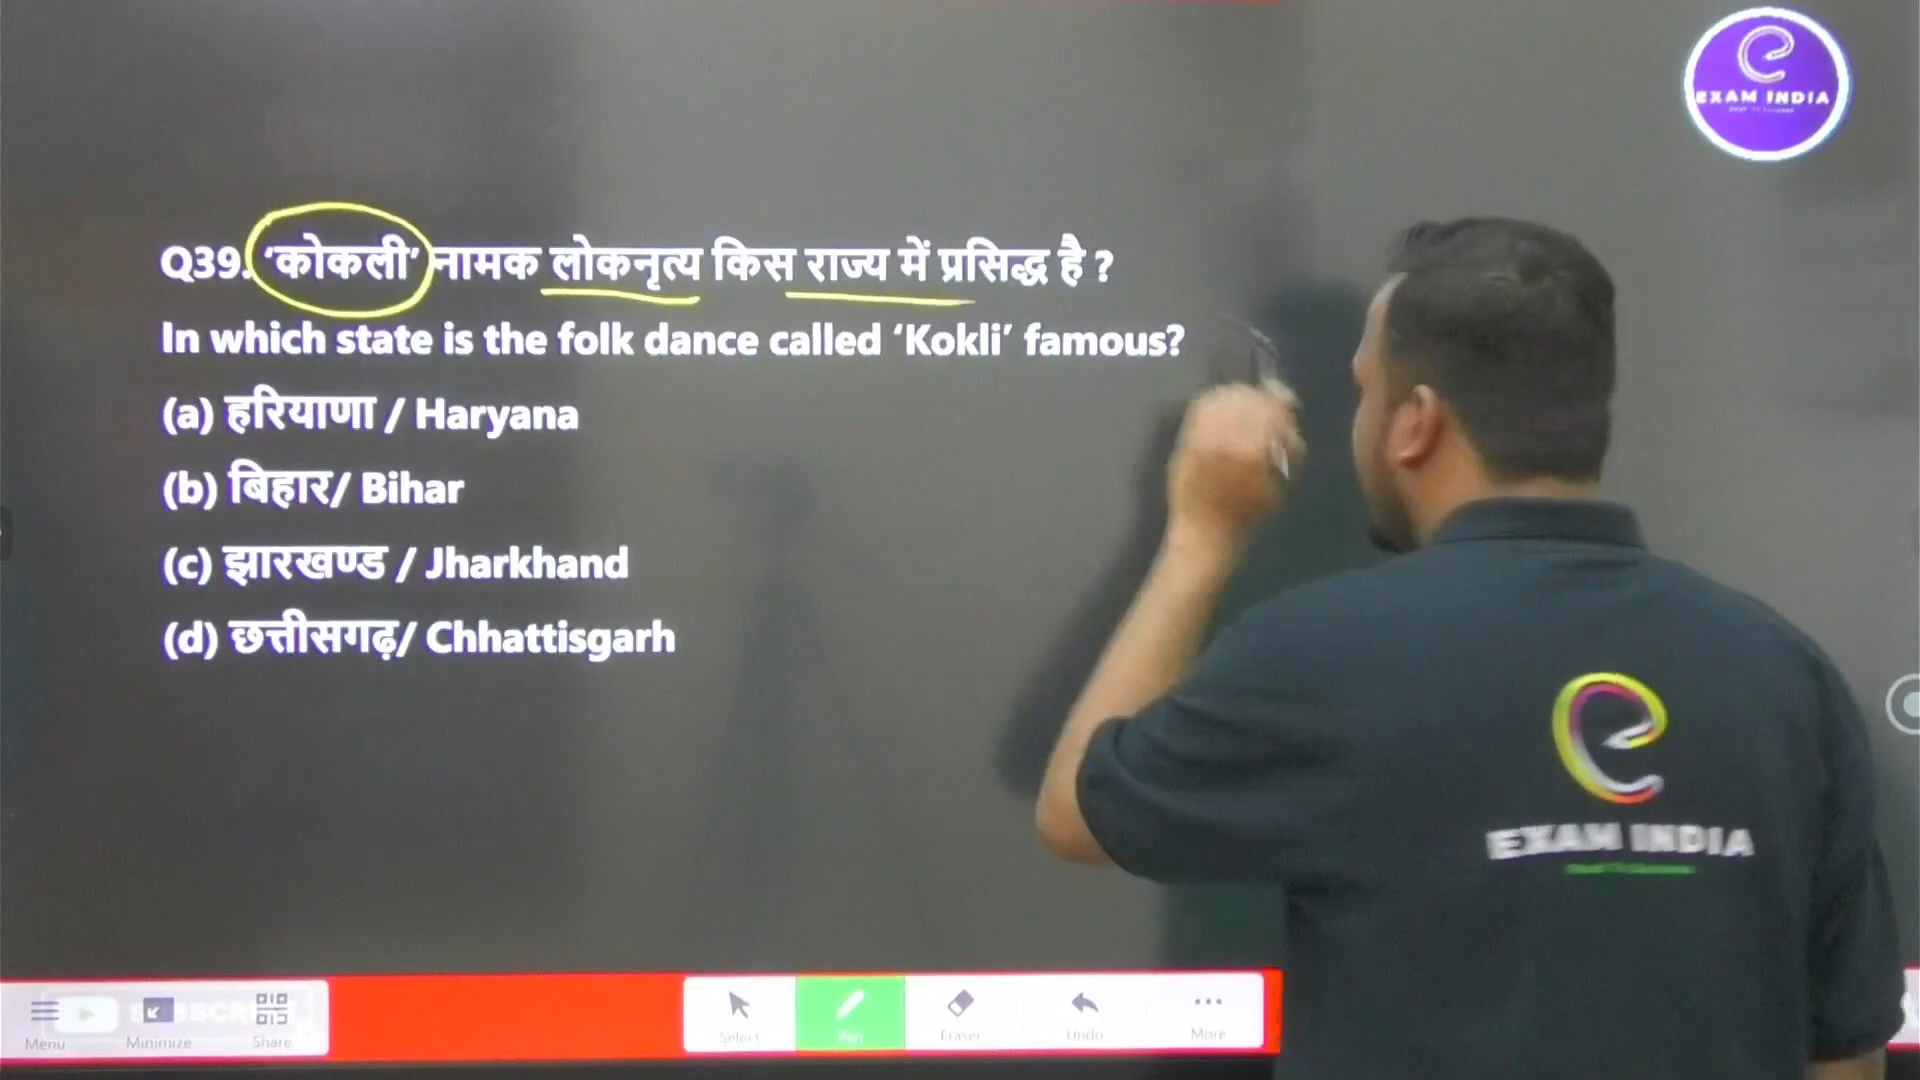 EXAM INDIA
Q39. ‘कोकली’ नामक लोकनृत्य किस राज्य में प्रसिद्ध है ?
In which state is the folk dance called ‘Kokli’ famous?
(a) हरियाणा / Haryana
(b) बिहार/ Bihar
(c) झारखण्ड / Jharkhand
(d) छत्तीसगढ़/ Chhattisgarh
EXAM INDIA
Menu Minimize Share Select Pen Eraser Undo More